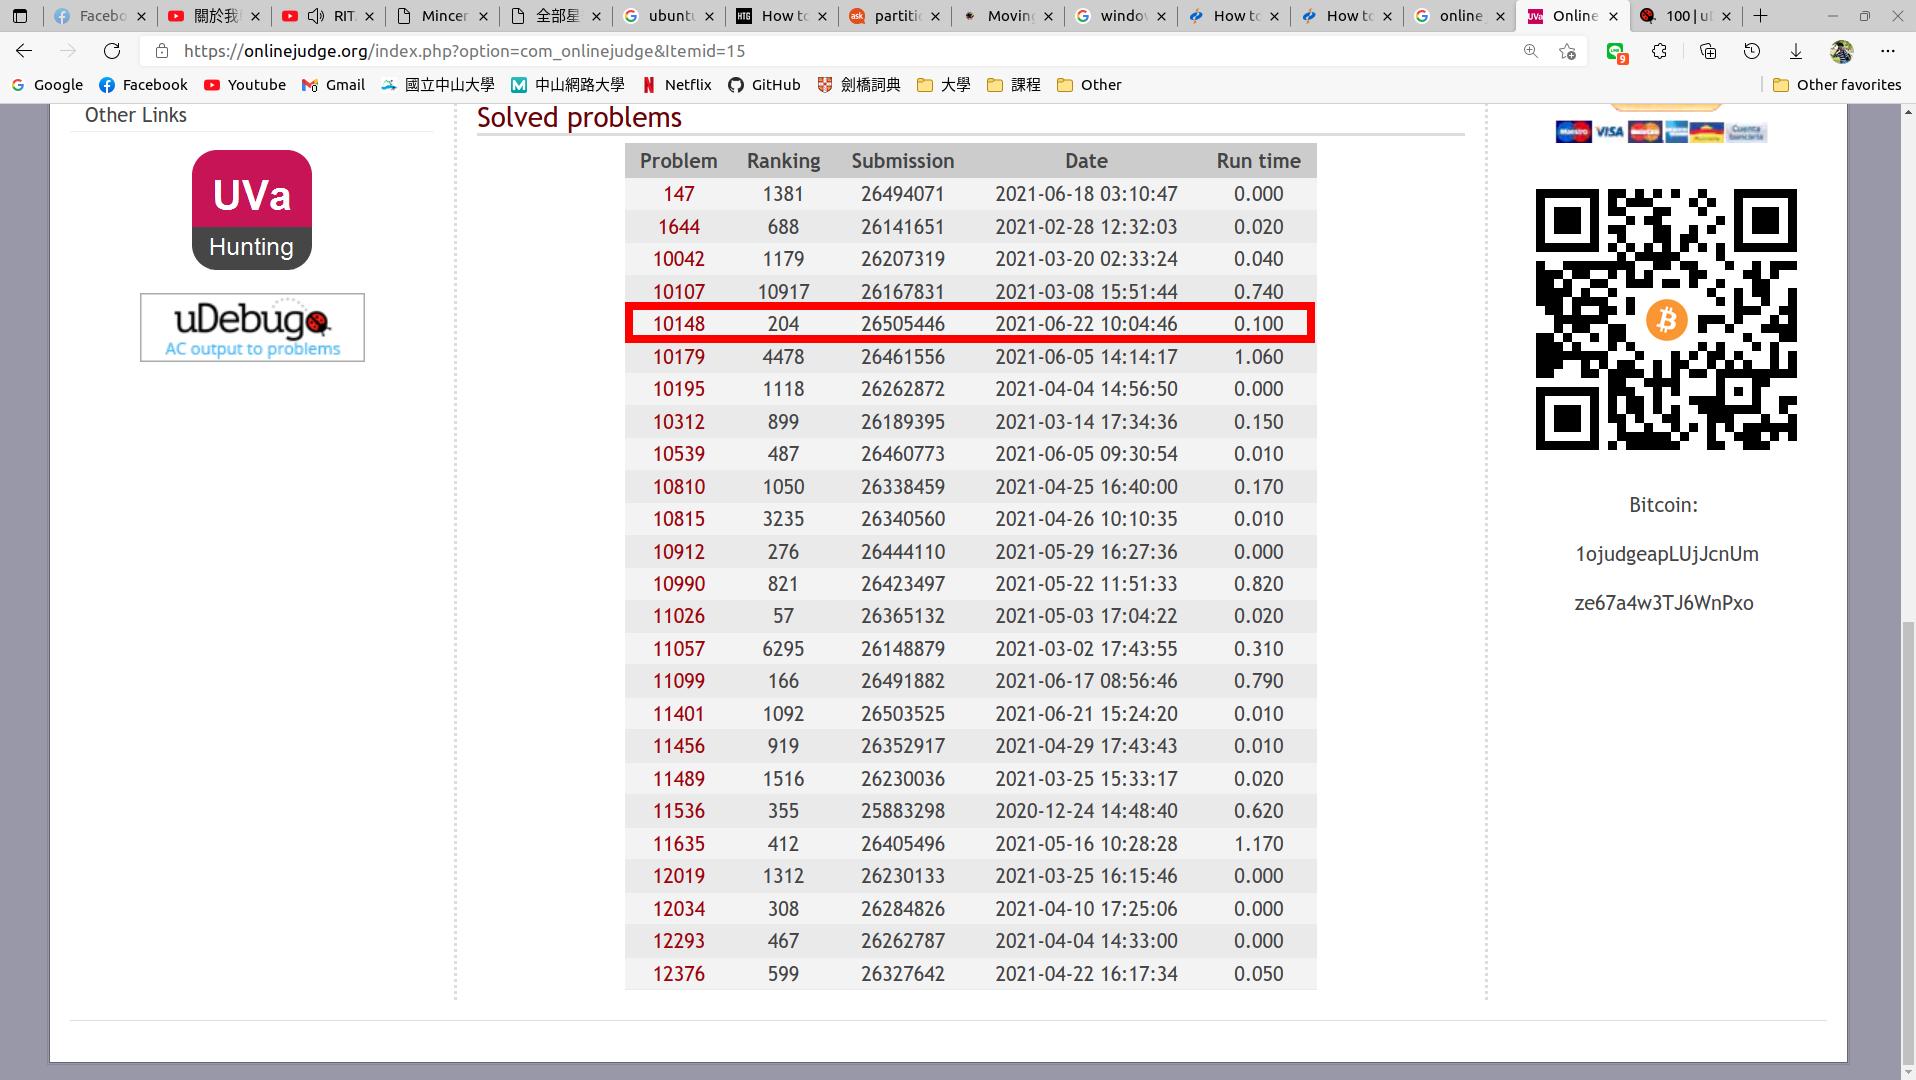 Facebo
關於我
RIT
Mincer
全部星
ubunt
How to
partiti
Moving
windo
How to
How to
online
Online
100 | u
https://onlinejudge.org/index.php?option=com_onlinejudge&Itemid=15
9
Google Facebook Youtube Gmail 國立中山大學 中山網路大學 Netflix GitHub 劍橋詞典 大學 課程 Other Other favorites
Other Links
UVa
Hunting
uDebug
AC output to problems
Solved problems
Problem Ranking Submission Date Run time
147 1381 26494071 2021-06-18 03:10:47 0.000
1644 688 26141651 2021-02-28 12:32:03 0.020
10042 1179 26207319 2021-03-20 02:33:24 0.040
10107 10917 26167831 2021-03-08 15:51:44 0.740
10148 204 26505446 2021-06-22 10:04:46 0.100
10179 4478 26461556 2021-06-05 14:14:17 1.060
10195 1118 26262872 2021-04-04 14:56:50 0.000
10312 899 26189395 2021-03-14 17:34:36 0.150
10539 487 26460773 2021-06-05 09:30:54 0.010
10810 1050 26338459 2021-04-25 16:40:00 0.170
10815 3235 26340560 2021-04-26 10:10:35 0.010
10912 276 26444110 2021-05-29 16:27:36 0.000
10990 821 26423497 2021-05-22 11:51:33 0.820
11026 57 26365132 2021-05-03 17:04:22 0.020
11057 6295 26148879 2021-03-02 17:43:55 0.310
11099 166 26491882 2021-06-17 08:56:46 0.790
11401 1092 26503525 2021-06-21 15:24:20 0.010
11456 919 26352917 2021-04-29 17:43:43 0.010
11489 1516 26230036 2021-03-25 15:33:17 0.020
11536 355 25883298 2020-12-24 14:48:40 0.620
11635 412 26405496 2021-05-16 10:28:28 1.170
12019 1312 26230133 2021-03-25 16:15:46 0.000
12034 308 26284826 2021-04-10 17:25:06 0.000
12293 467 26262787 2021-04-04 14:33:00 0.000
12376 599 26327642 2021-04-22 16:17:34 0.050
Maestro VISA Cuenta bancaria
Bitcoin:
1ojudgeapLUjJcnUm
ze67a4w3TJ6WnPxo